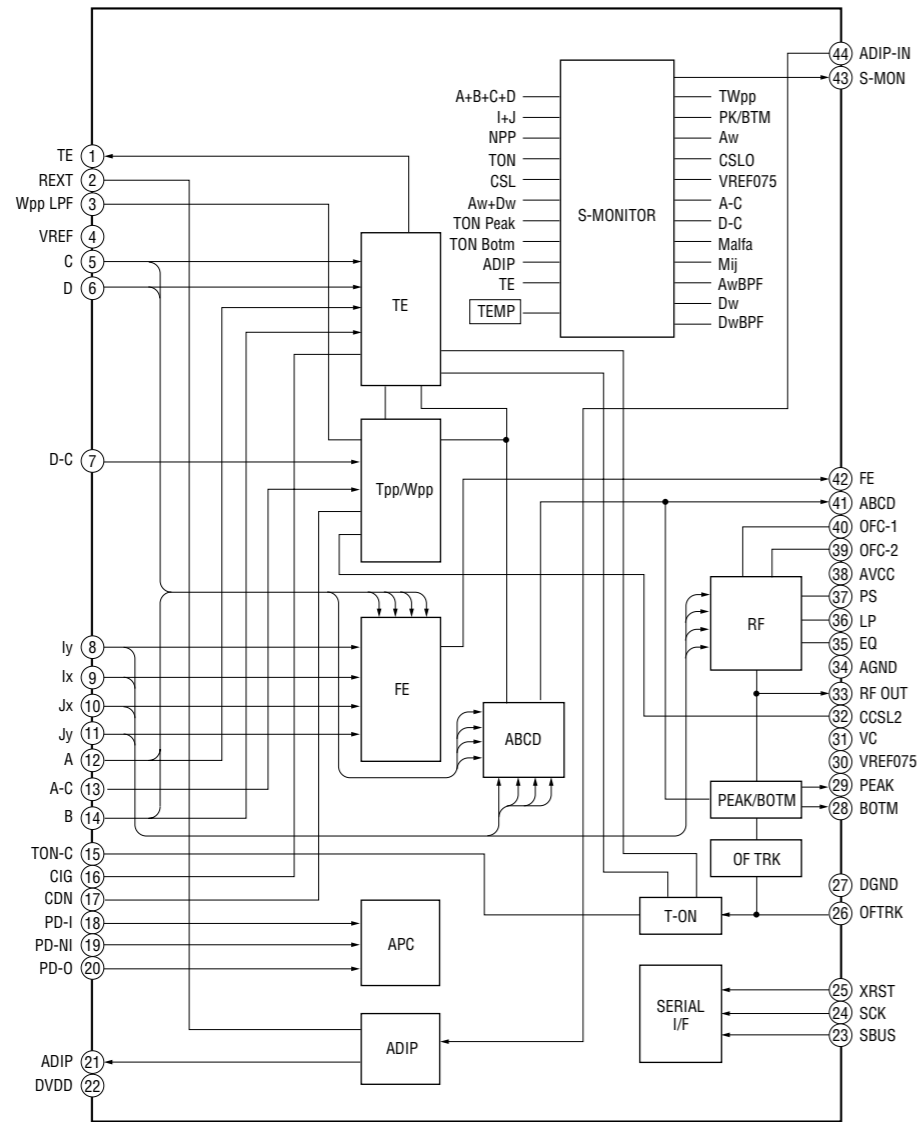 TE 1
REXT 2
Wpp LPF 3
VREF 4
C 5
D 6
D-C 7
Iy 8
Ix 9
Jx 10
Jy 11
A 12
A-C 13
B 14
TON-C 15
CIG 16
CDN 17
PD-I 18
PD-NI 19
PD-O 20
ADIP 21
DVDD 22
A+B+C+D
I+J
NPP
TON
CSL
Aw+Dw
TON Peak
TON Botm
ADIP
TE
TEMP
S-MONITOR
TWpp
PK/BTM
Aw
CSLO
VREF075
A-C
D-C
Malfa
Mij
AwBPF
Dw
DwBPF
TE
Tpp/Wpp
FE
ABCD
RF
PEAK/BOTM
OF TRK
T-ON
APC
ADIP
SERIAL
I/F
44 ADIP-IN
43 S-MON
42 FE
41 ABCD
40 OFC-1
39 OFC-2
38 AVCC
37 PS
36 LP
35 EQ
34 AGND
33 RF OUT
32 CCSL2
31 VC
30 VREF075
29 PEAK
28 BOTM
27 DGND
26 OFTRK
25 XRST
24 SCK
23 SBUS